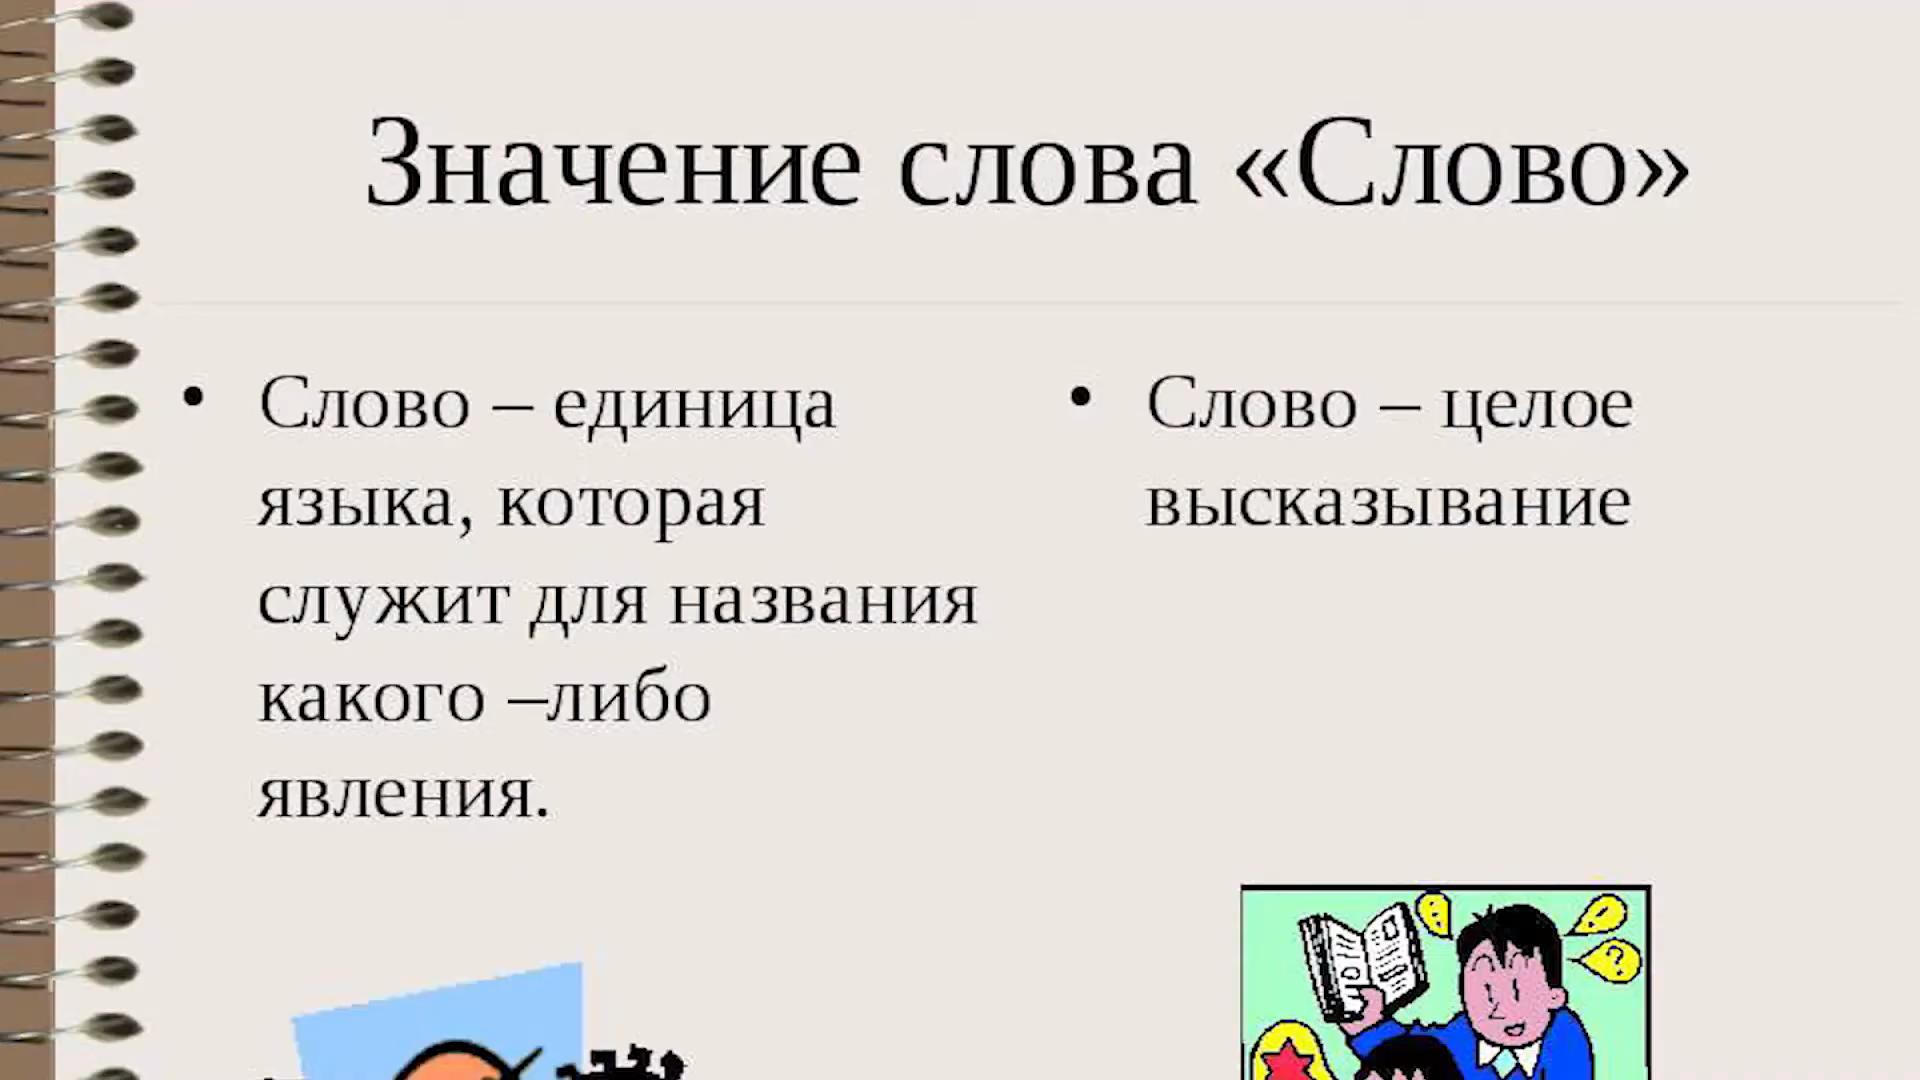 Значение слова «Слово»
• Слово – единица
языка, которая
служит для названия
какого –либо
явления.
• Слово – целое
высказывание